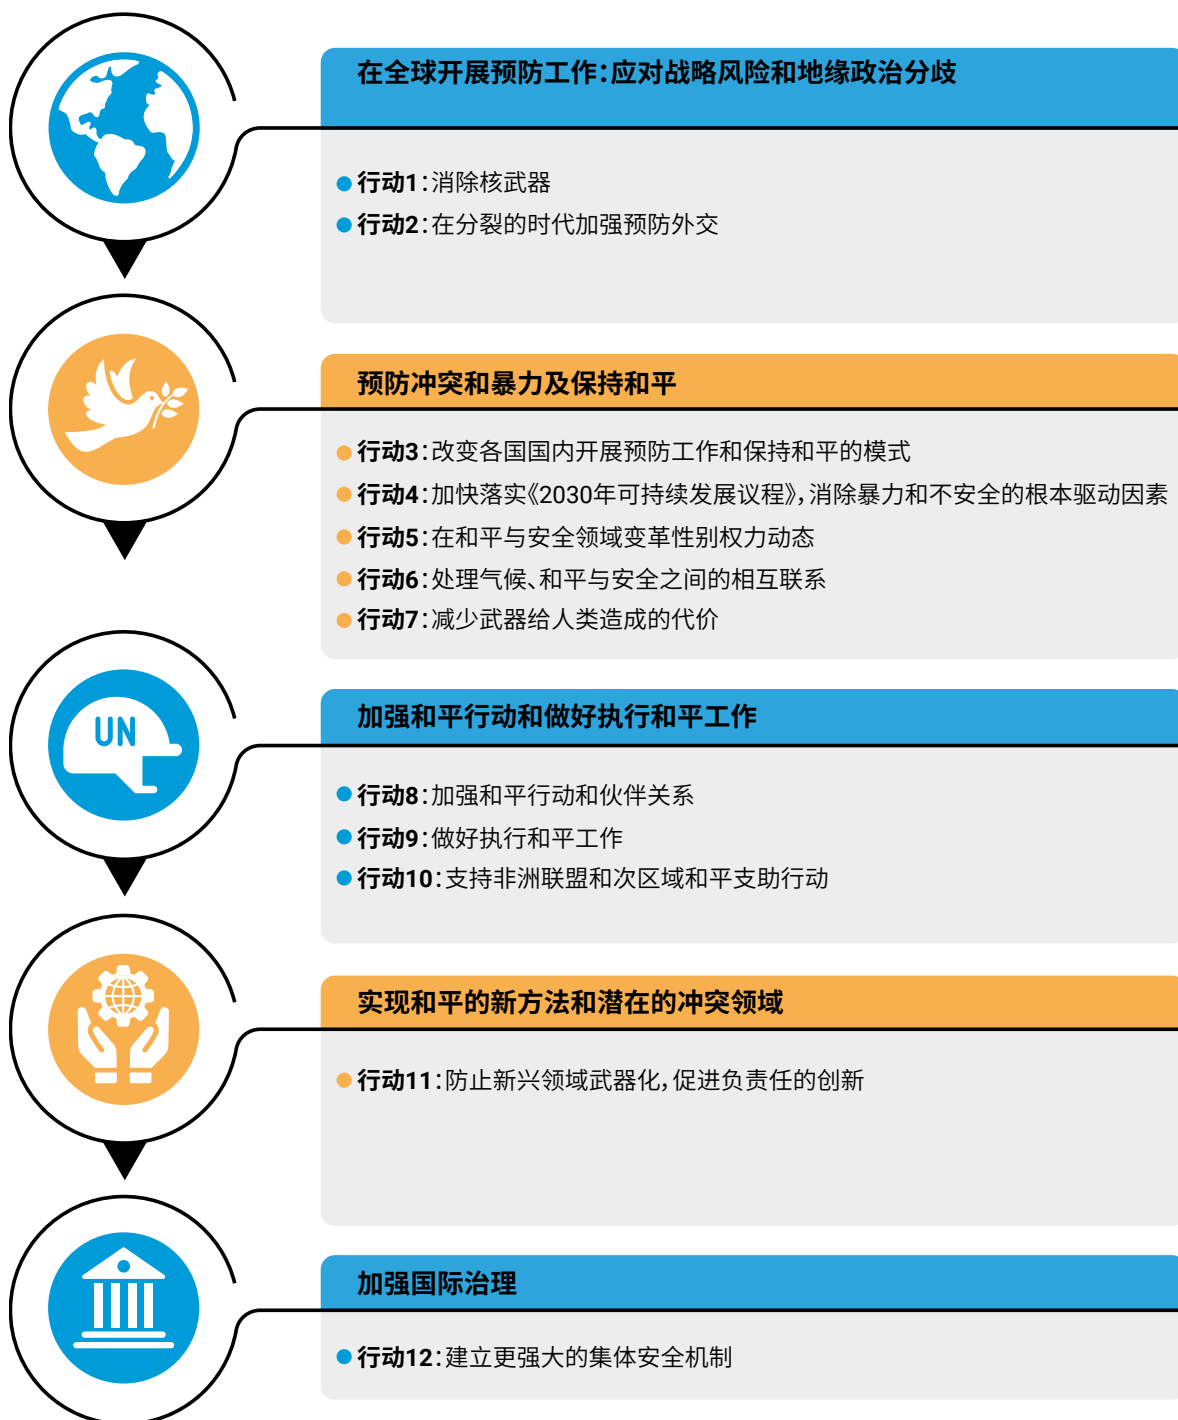 在全球开展预防工作：应对战略风险和地缘政治分歧
行动1：消除核武器
行动2：在分裂的时代加强预防外交
预防冲突和暴力及保持和平
行动3：改变各国国内开展预防工作和保持和平的模式
行动4：加快落实《2030年可持续发展议程》，消除暴力和不安全的根本驱动因素
行动5：在和平与安全领域变革性别权力动态
行动6：处理气候、和平与安全之间的相互联系
行动7：减少武器给人类造成的代价
UN
加强和平行动和做好执行和平工作
行动8：加强和平行动和伙伴关系
行动9：做好执行和平工作
行动10：支持非洲联盟和次区域和平支助行动
实现和平的新方法和潜在的冲突领域
行动11：防止新兴领域武器化，促进负责任的创新
加强国际治理
行动12：建立更强大的集体安全机制